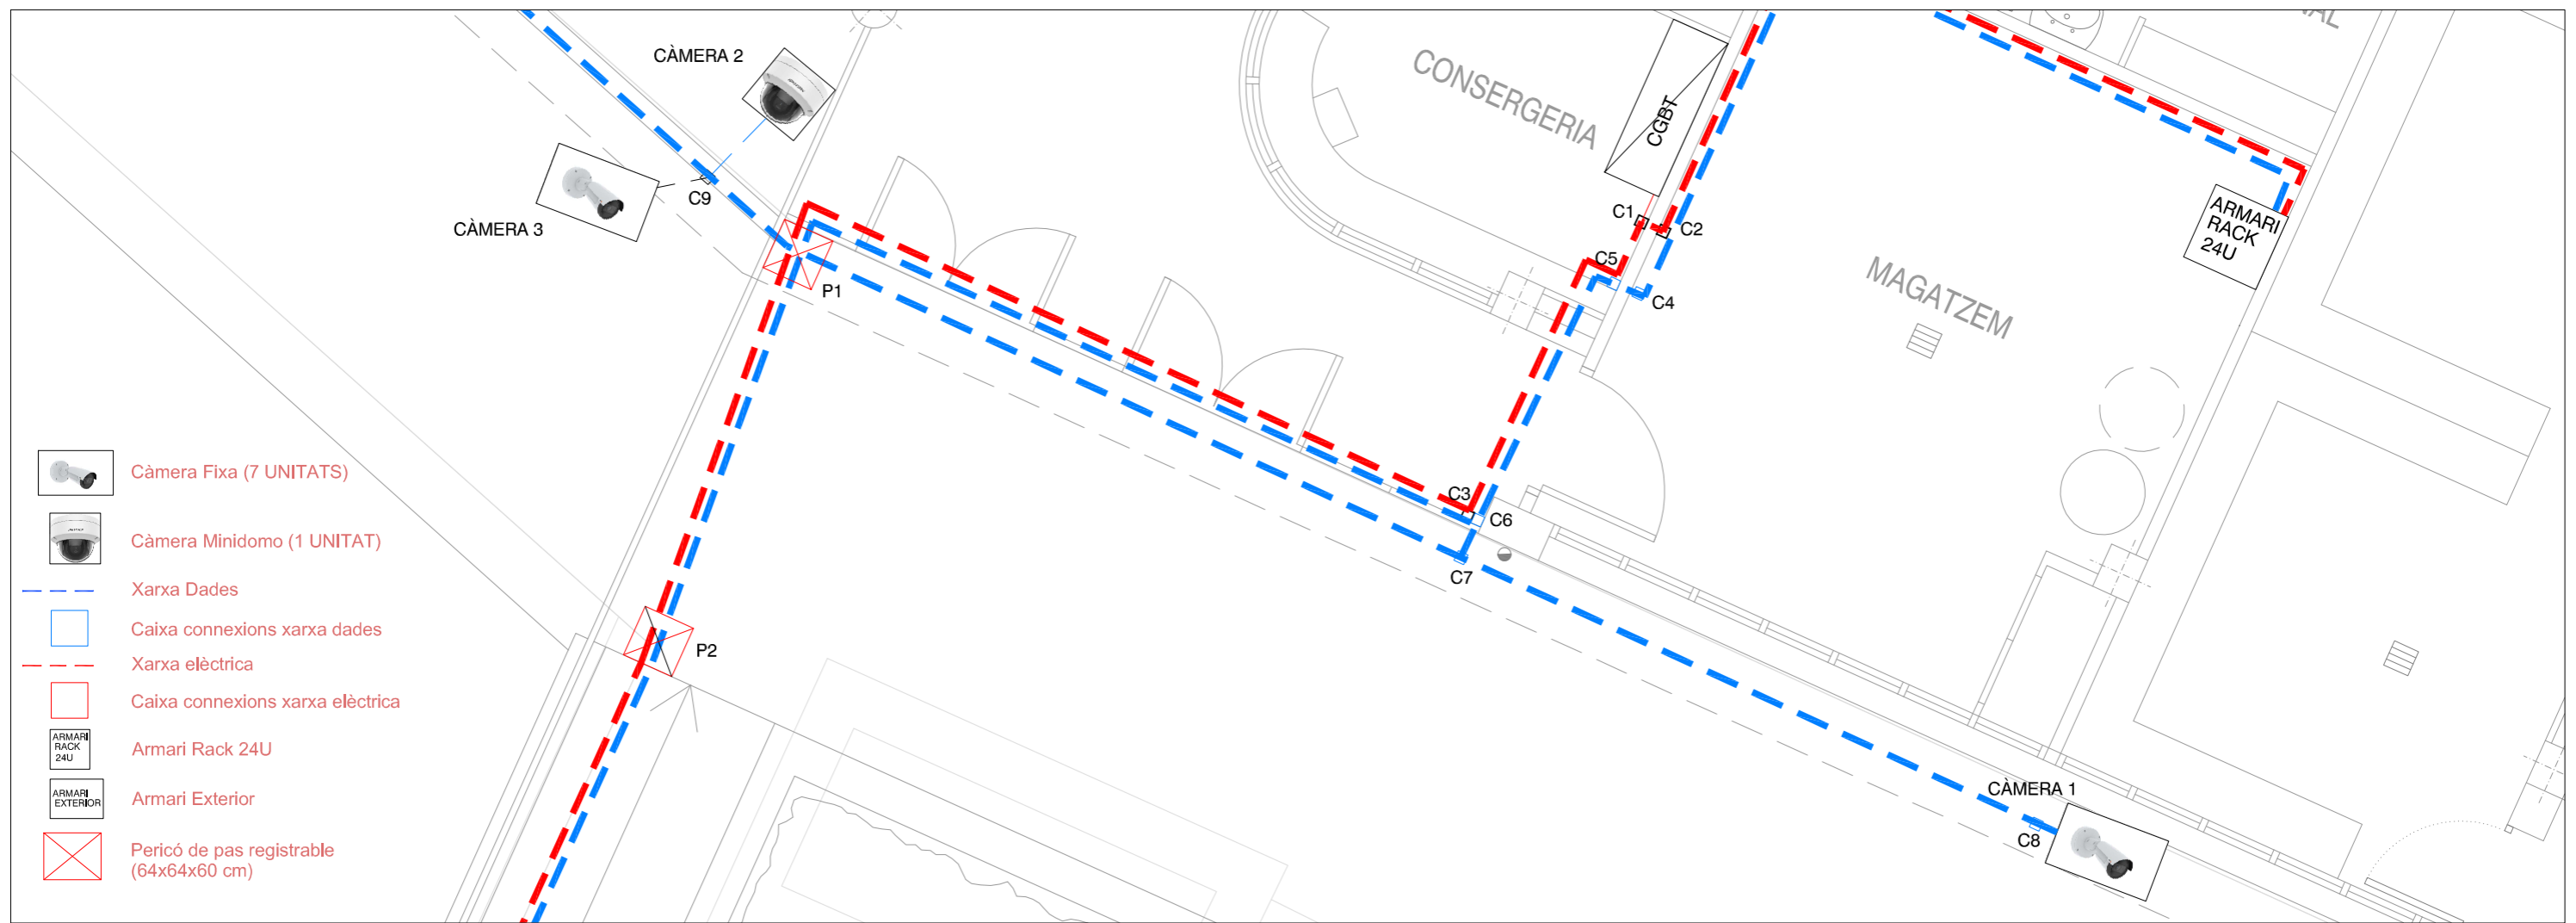 CÀMERA 2
CÀMERA 3
C9
P1
P2
CONSERGERIA
CGBT
C1
C2
C5
C4
MAGATZEM
ARMARI
RACK
24U
C3
C6
C7
CÀMERA 1
C8
Càmera Fixa (7 UNITATS)
Càmera Minidomo (1 UNITAT)
Xarxa Dades
Caixa connexions xarxa dades
Xarxa elèctrica
Caixa connexions xarxa elèctrica
ARMARI
RACK
24U
Armari Rack 24U
ARMARI
EXTERIOR
Armari Exterior
Pericó de pas registrable
(64x64x60 cm)